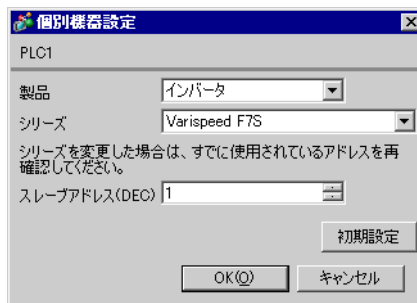 個別機器設定
PLC1
製品 インバータ
シリーズ Varispeed F7S
シリーズを変更した場合は、すでに使用されているアドレスを再
確認してください。
スレーブアドレス(DEC) 1
初期設定
OK(O) キャンセル